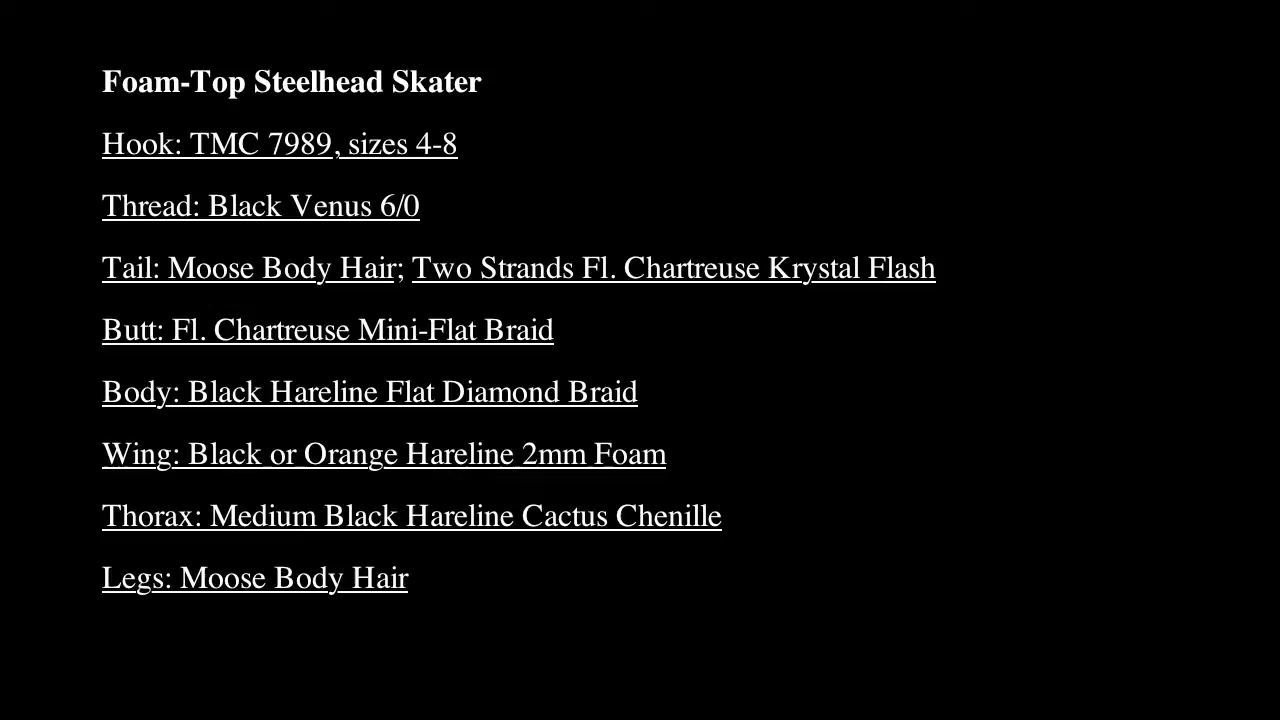 Foam-Top Steelhead Skater
Hook: TMC 7989, sizes 4-8
Thread: Black Venus 6/0
Tail: Moose Body Hair; Two Strands Fl. Chartreuse Krystal Flash
Butt: Fl. Chartreuse Mini-Flat Braid
Body: Black Hareline Flat Diamond Braid
Wing: Black or Orange Hareline 2mm Foam
Thorax: Medium Black Hareline Cactus Chenille
Legs: Moose Body Hair